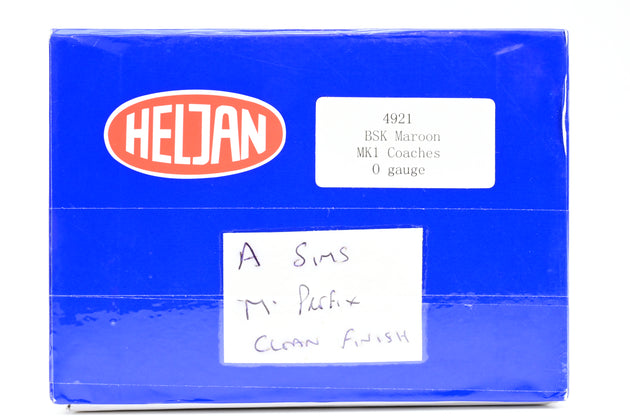 HELJAN
4921
BSK Maroon
MK1 Coaches
O gauge
A Sims
M. Prefix
CLEAN FINISH